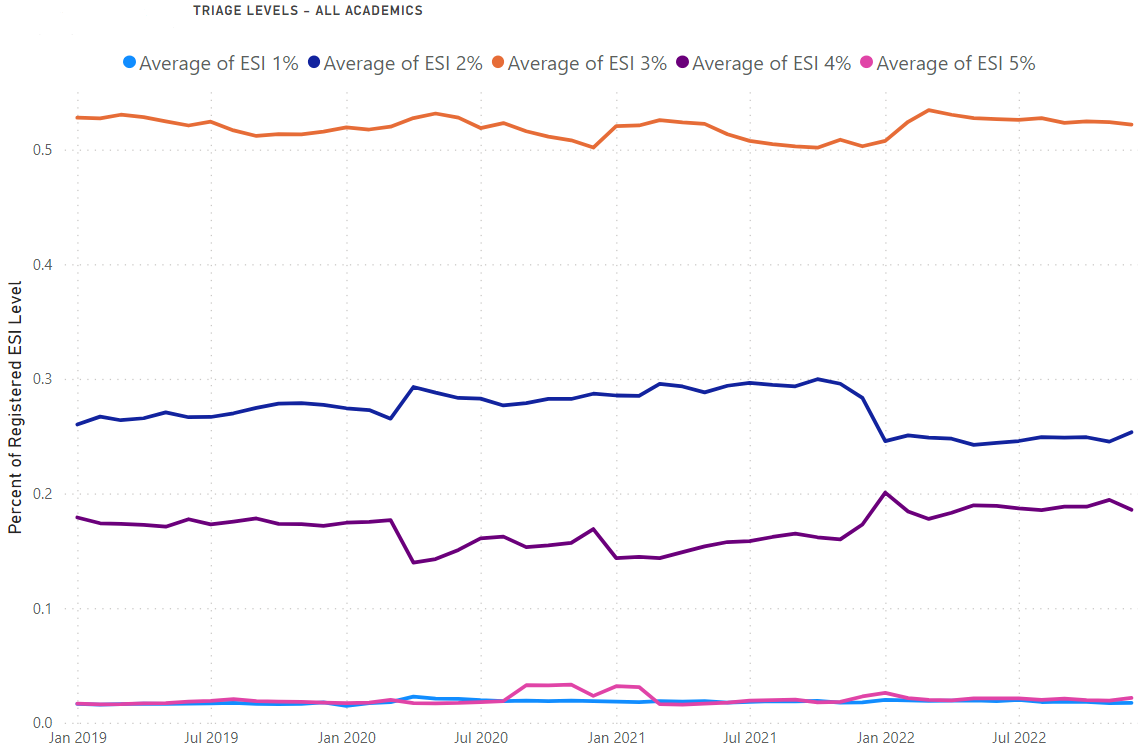 TRIAGE LEVELS – ALL ACADEMICS
Average of ESI 1% Average of ESI 2% Average of ESI 3% Average of ESI 4% Average of ESI 5%
Percent of Registered ESI Level
0.5
0.4
0.3
0.2
0.1
0.0
Jan 2019 Jul 2019 Jan 2020 Jul 2020 Jan 2021 Jul 2021 Jan 2022 Jul 2022